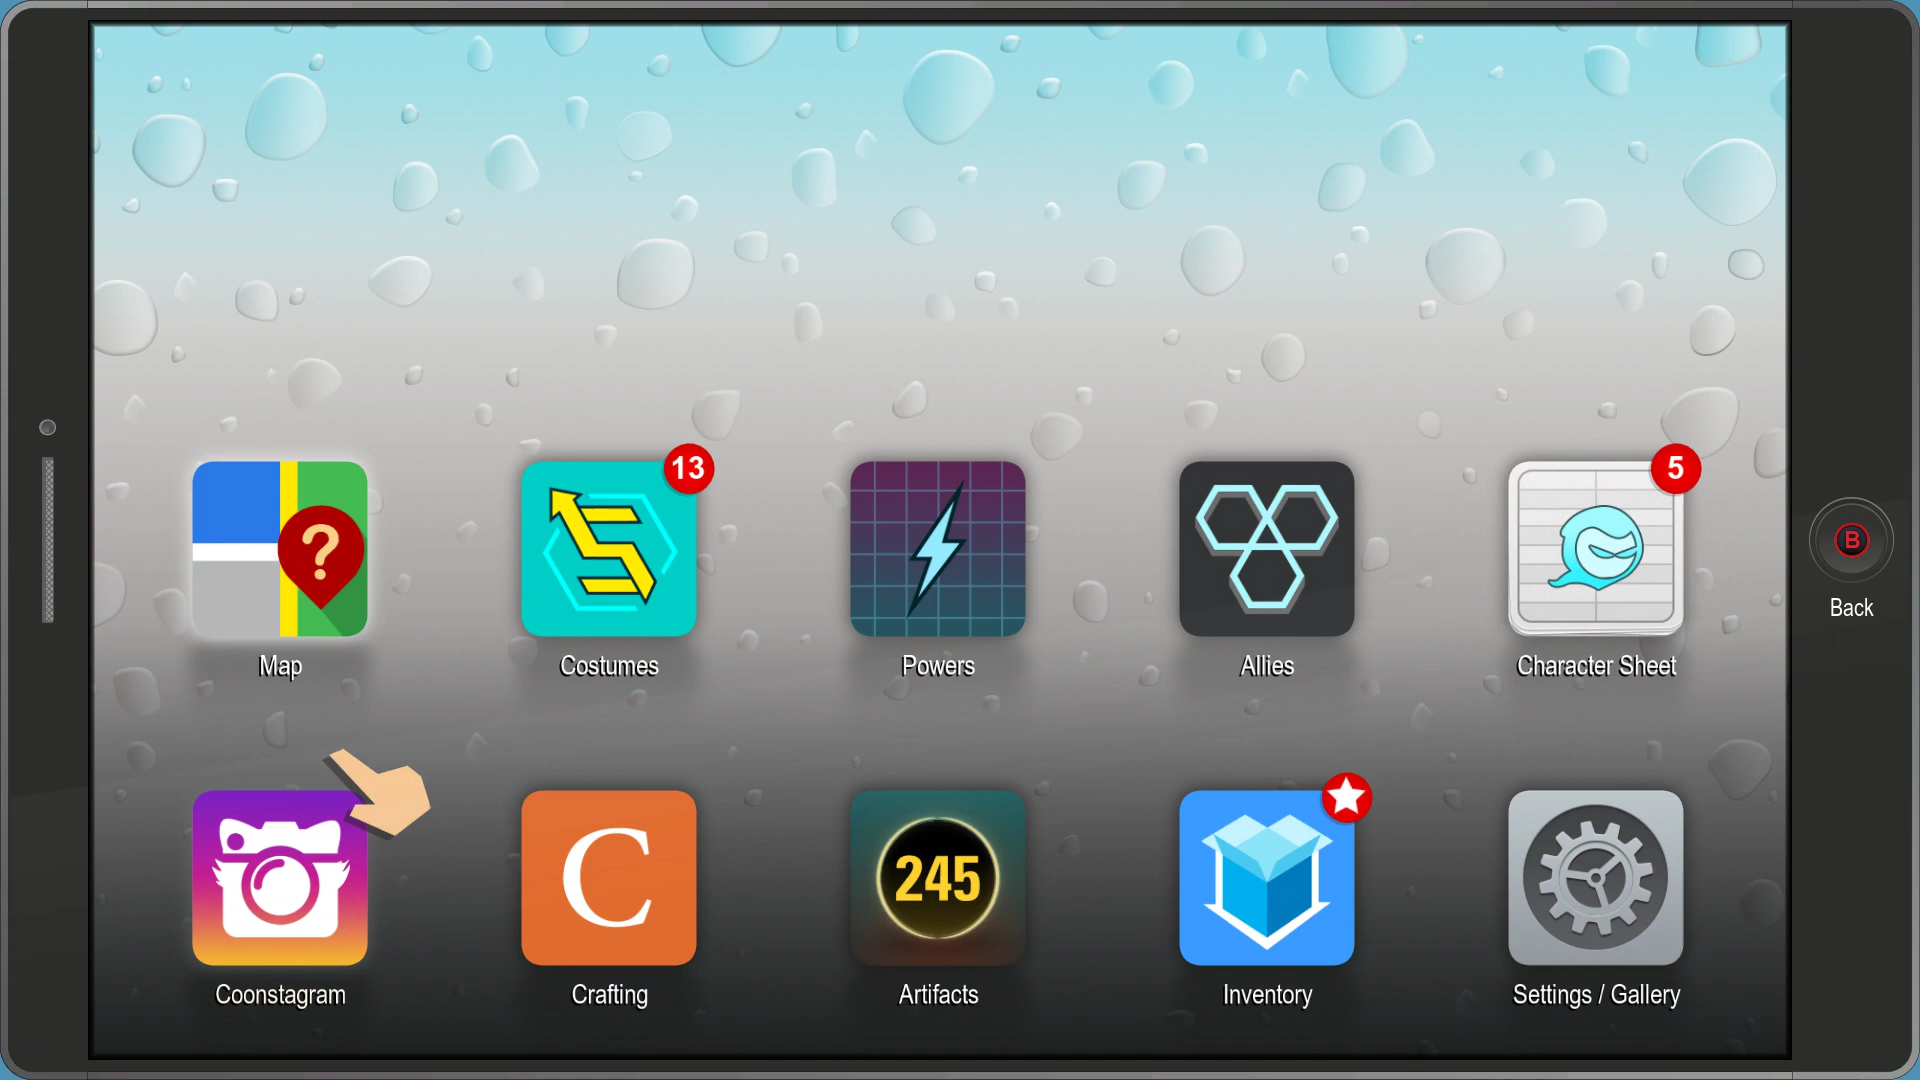 13
5
?
B
Back
Map
Costumes
Powers
Allies
Character Sheet
C
245
Coonstagram
Crafting
Artifacts
Inventory
Settings / Gallery